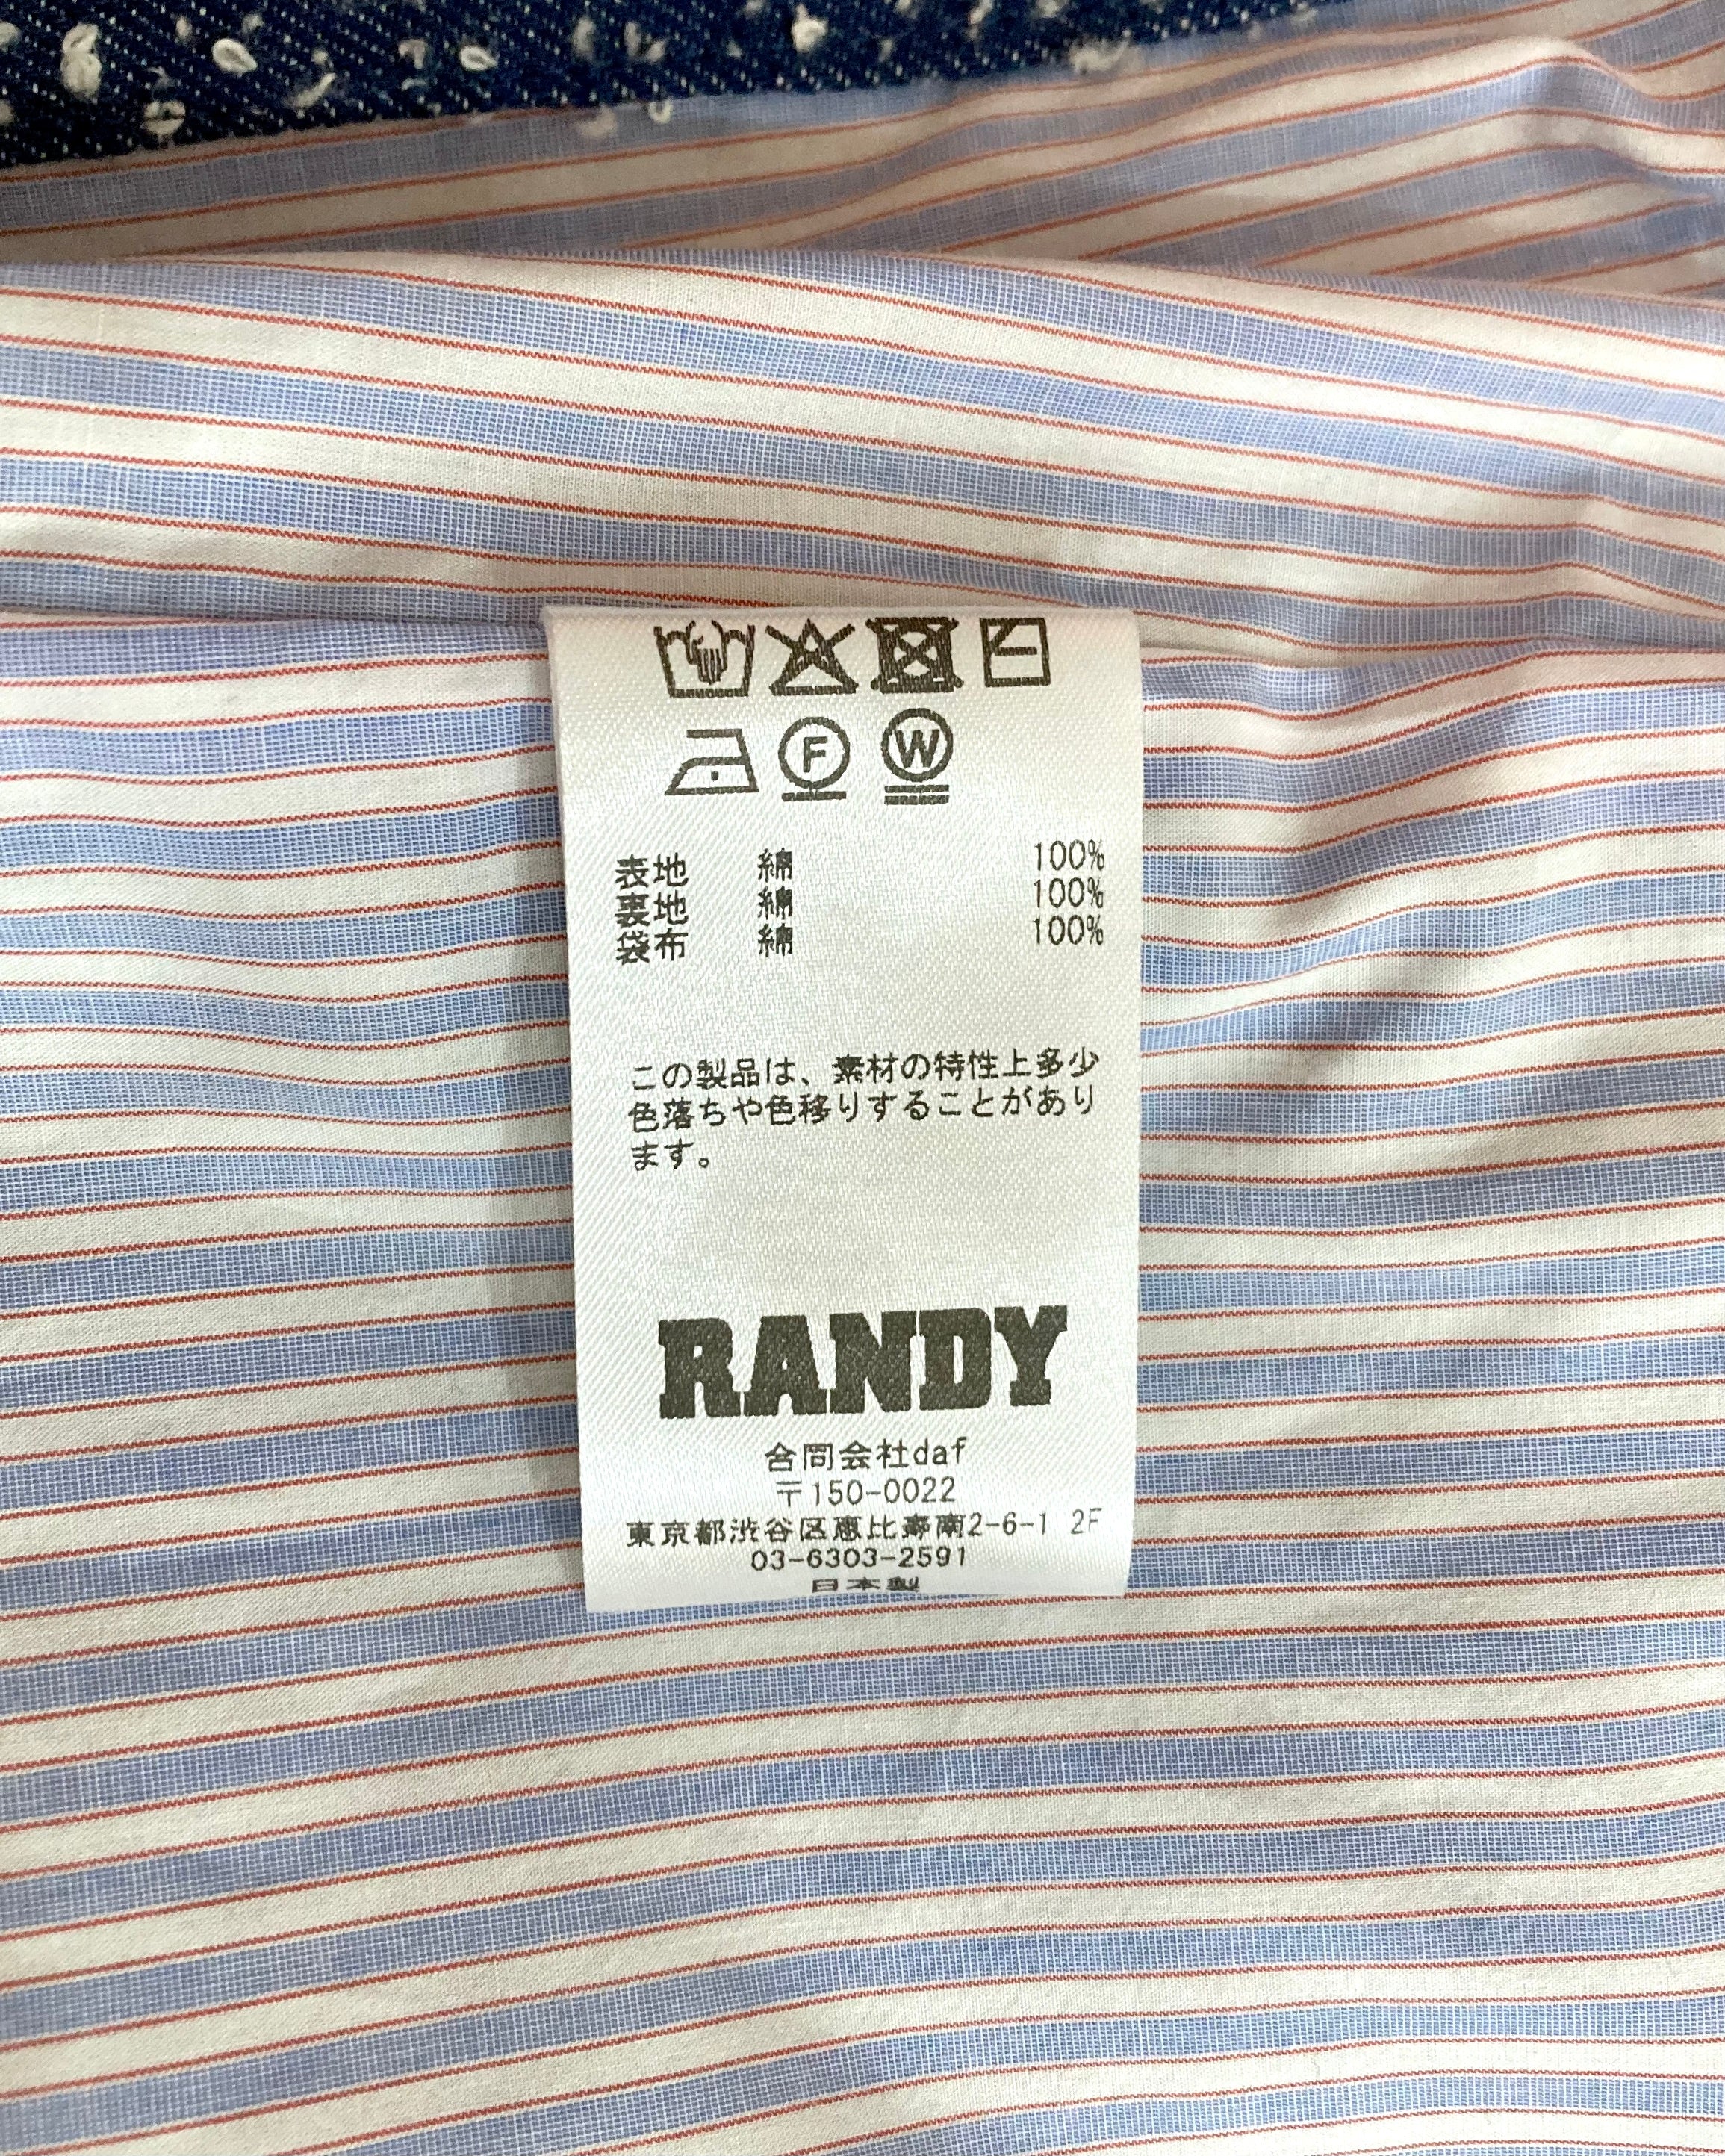 F W
表地 綿 100%
裏地 綿 100%
袋布 綿 100%
この製品は、素材の特性上多少
色落ちや色移りすることがあり
ます。
RANDY
合同会社daf
〒150-0022
東京都渋谷区恵比寿南2-6-1 2F
03-6303-2591
日本製